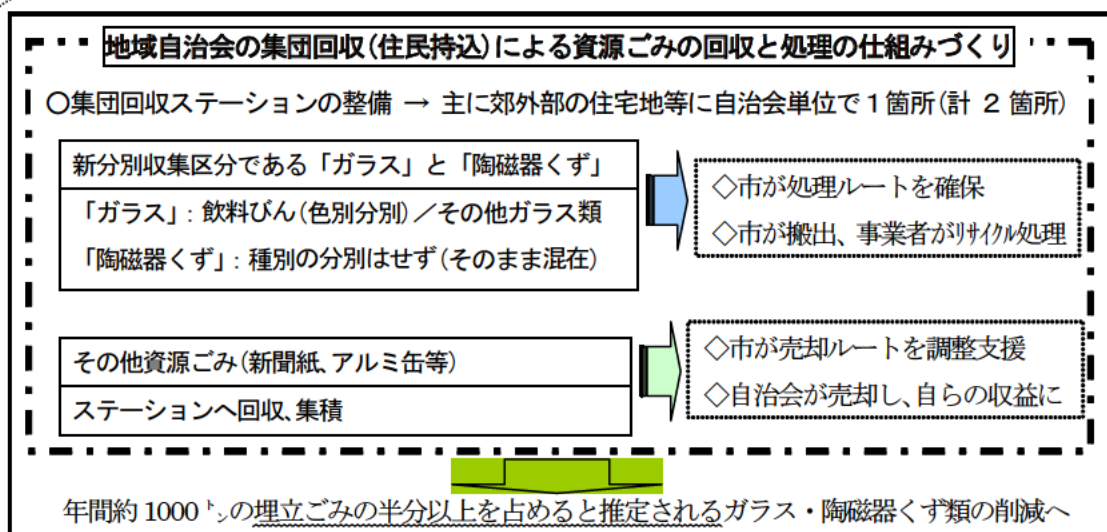 地域自治会の集団回収(住民持込)による資源ごみの回収と処理の仕組みづくり
〇集団回収ステーションの整備 → 主に郊外部の住宅地等に自治会単位で1箇所(計 2 箇所)
新分別収集区分である「ガラス」と「陶磁器くず」
「ガラス」: 飲料びん(色別分別)/その他ガラス類
「陶磁器くず」: 種別の分別はせず(そのまま混在)
◇市が処理ルートを確保
◇市が搬出、事業者がﾘｻｲｸﾙ処理
その他資源ごみ(新聞紙、アルミ缶等)
ステーションへ回収、集積
◇市が売却ルートを調整支援
◇自治会が売却し、自らの収益に
年間約 1000 ㌧の埋立ごみの半分以上を占めると推定されるガラス・陶磁器くず類の削減へ